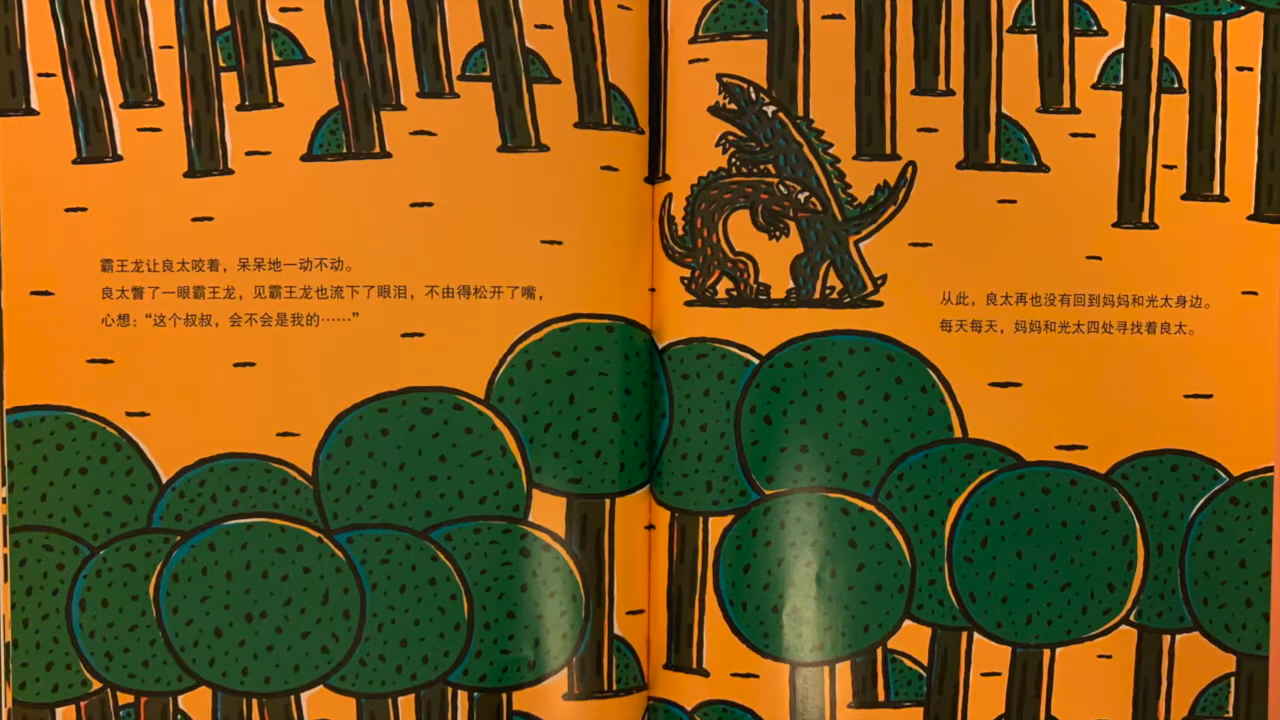 霸王龙让良太咬着，呆呆地一动不动。
良太瞥了一眼霸王龙，见霸王龙也流下了眼泪，不由得松开了嘴，
心想：“这个叔叔，会不会是我的……”
从此，良太再也没有回到妈妈和光太身边。
每天每天，妈妈和光太四处寻找着良太。